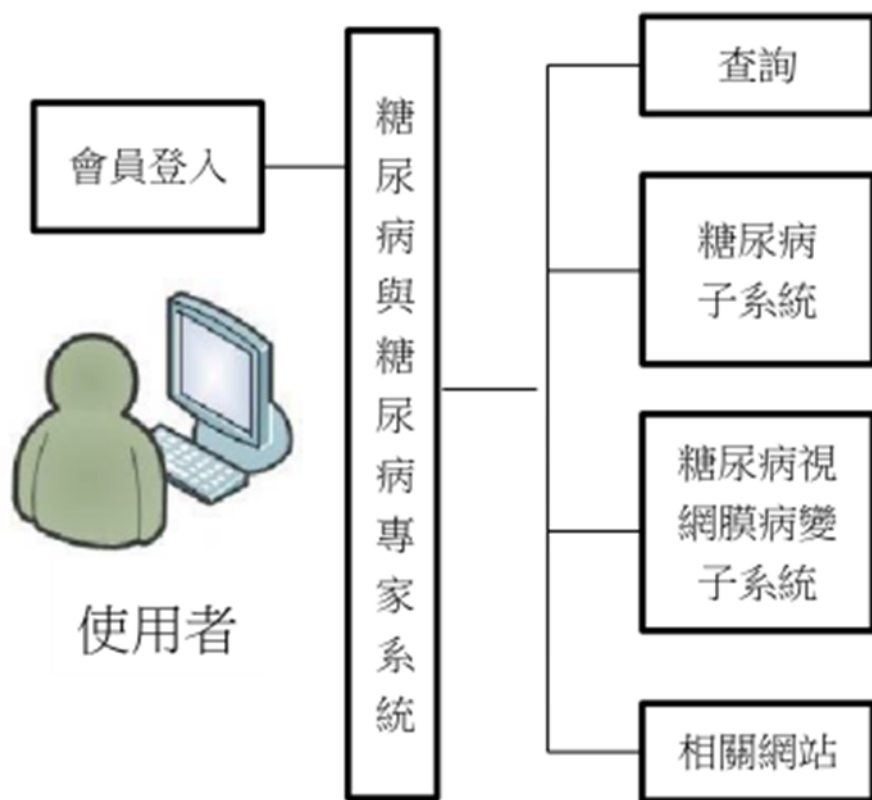 會員登入
使用者
糖尿病與糖尿病專家系統
查詢
糖尿病
子系統
糖尿病視
網膜病變
子系統
相關網站